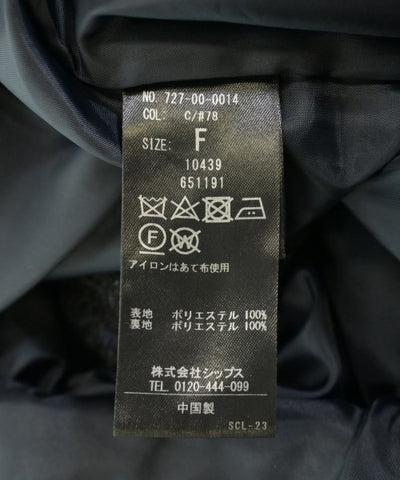 NO. 727-00-0014
COL: C/#78
SIZE: F
10439
651191
F W
アイロンはあて布使用
表地 ポリエステル 100%
裏地 ポリエステル 100%
株式会社シップス
TEL. 0120-444-099
中国製
SCL-23